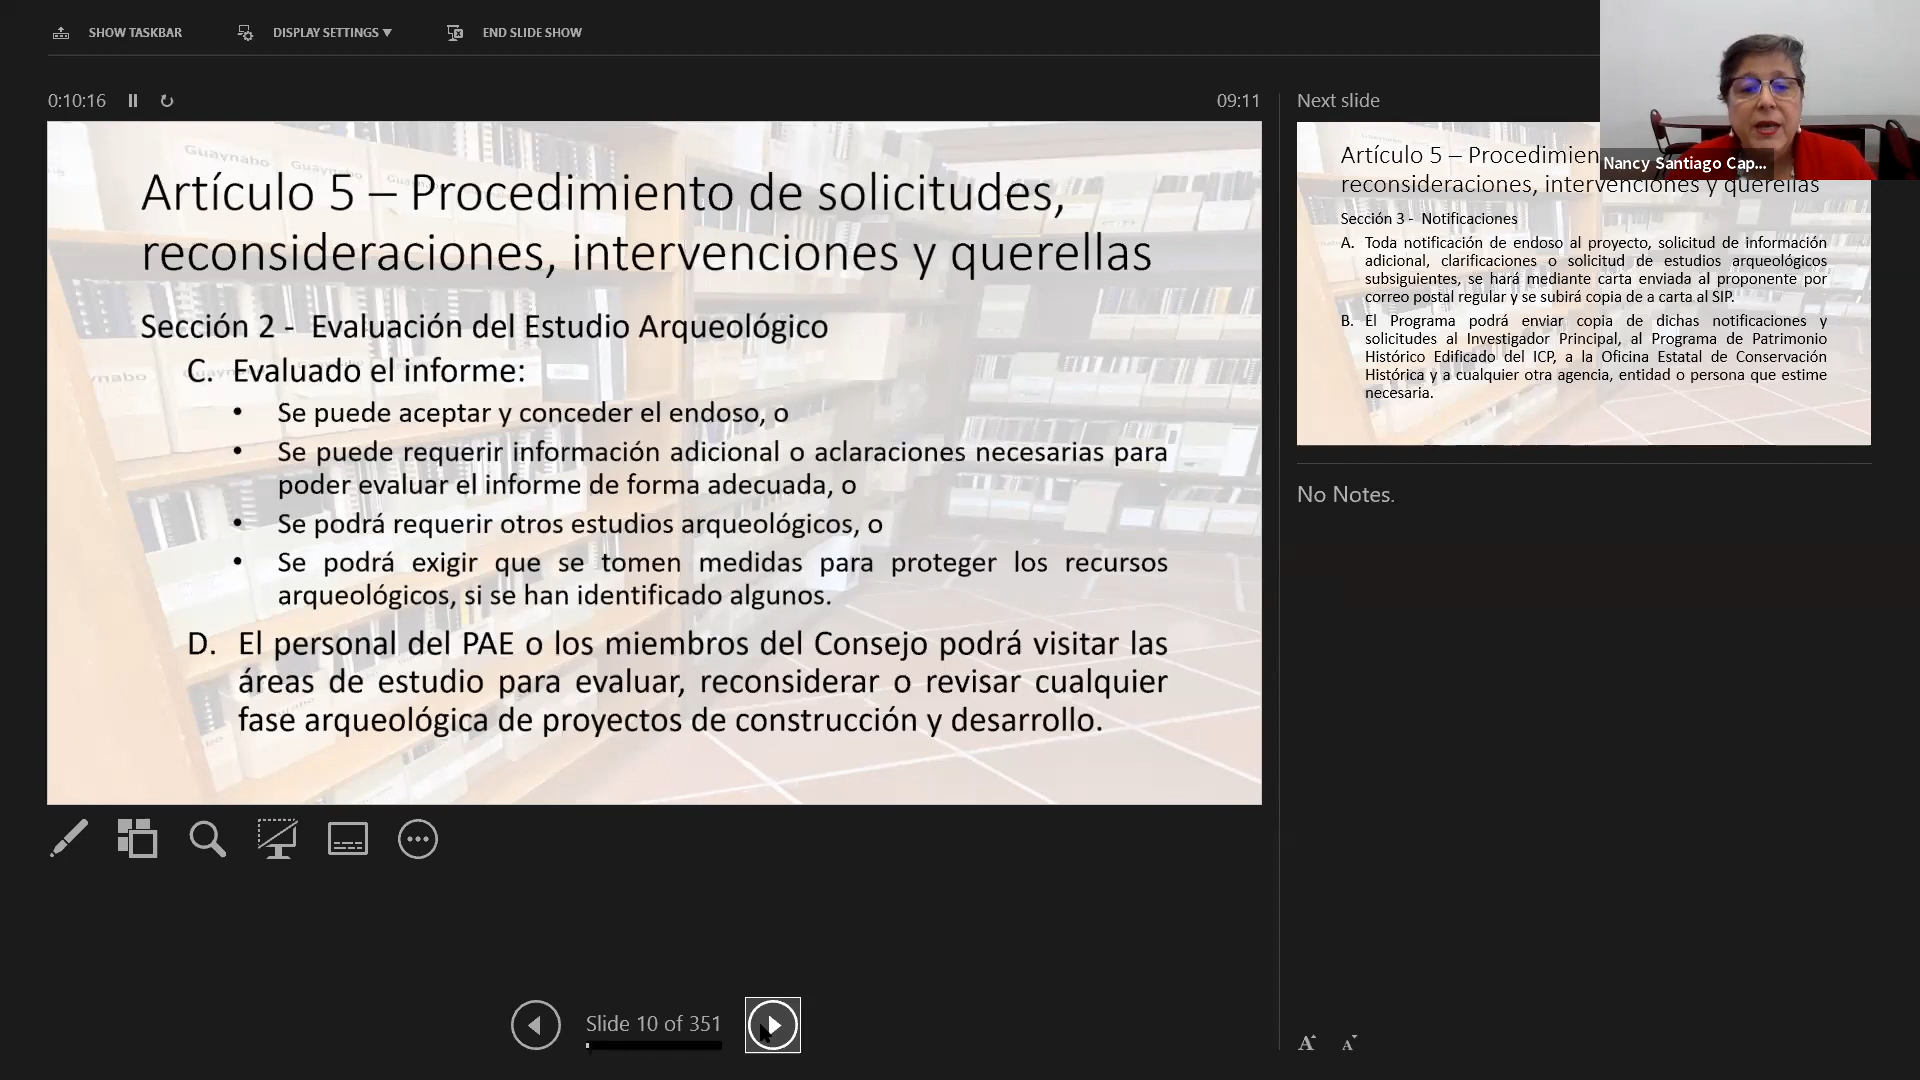 SHOW TASKBAR
DISPLAY SETTINGS ▼
END SLIDE SHOW
0:10:16
09:11
Next slide
Guaynabo
Artículo 5 – Procedimiento de solicitudes,
reconsideraciones, intervenciones y querellas
Sección 2 - Evaluación del Estudio Arqueológico
C. Evaluado el informe:
• Se puede aceptar y conceder el endoso, o
• Se puede requerir información adicional o aclaraciones necesarias para
poder evaluar el informe de forma adecuada, o
• Se podrá requerir otros estudios arqueológicos, o
• Se podrá exigir que se tomen medidas para proteger los recursos
arqueológicos, si se han identificado algunos.
D. El personal del PAE o los miembros del Consejo podrá visitar las
áreas de estudio para evaluar, reconsiderar o revisar cualquier
fase arqueológica de proyectos de construcción y desarrollo.
Slide 10 of 351
Nancy Santiago Cap...
Artículo 5 – Procedimien
reconsideraciones, intervenciones y querellas
Sección 3 - Notificaciones
A. Toda notificación de endoso al proyecto, solicitud de información
adicional, clarificaciones o solicitud de estudios arqueológicos
subsiguientes, se hará mediante carta enviada al proponente por
correo postal regular y se subirá copia de a carta al SIP.
B. El Programa podrá enviar copia de dichas notificaciones y
solicitudes al Investigador Principal, al Programa de Patrimonio
Histórico Edificado del ICP, a la Oficina Estatal de Conservación
Histórica y a cualquier otra agencia, entidad o persona que estime
necesaria.
No Notes.
A A